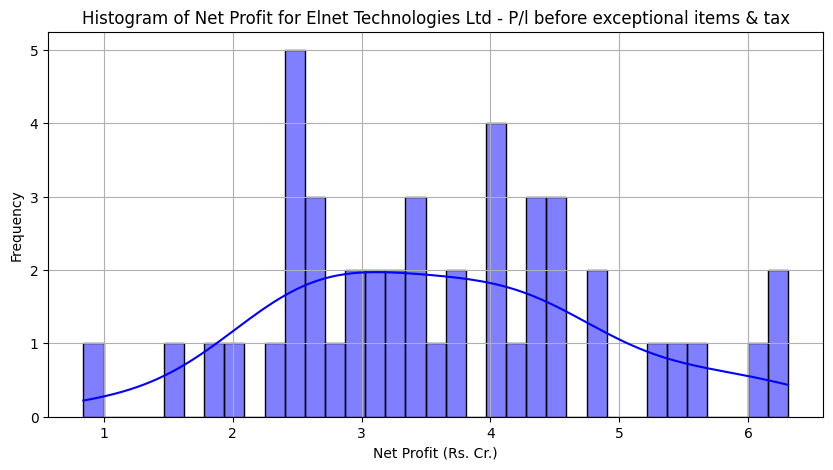 Histogram of Net Profit for Elnet Technologies Ltd - P/l before exceptional items & tax
5
4
3
2
1
0
Frequency
1 2 3 4 5 6
Net Profit (Rs. Cr.)